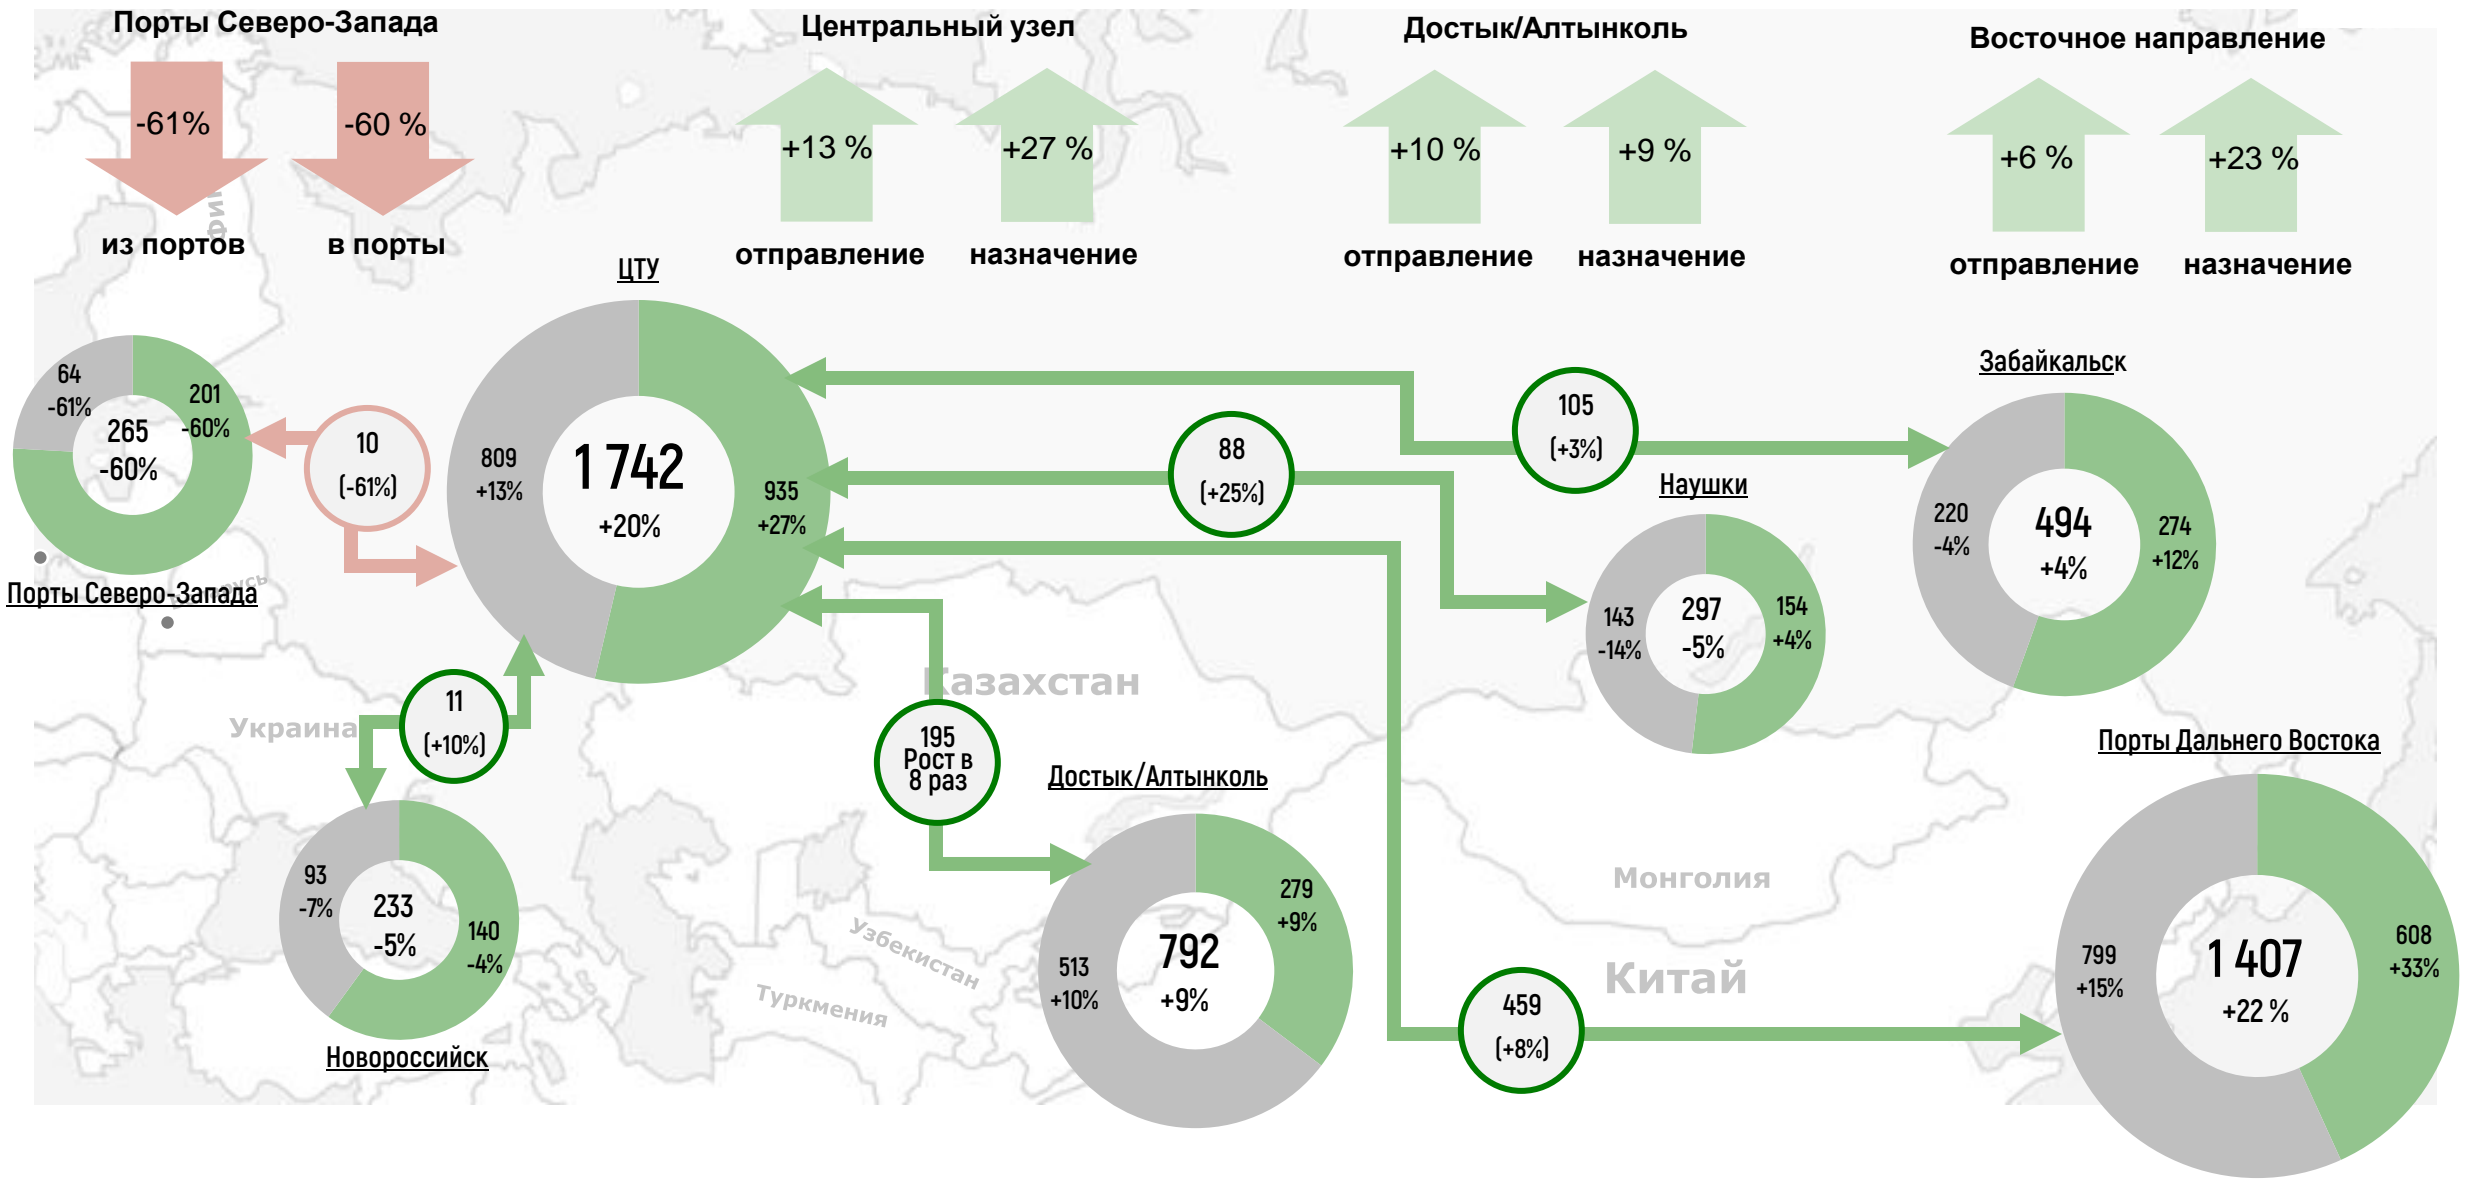 Порты Северо-Запада
-61%
-60 %
из портов
в порты
Центральный узел
+13 %
+27 %
отправление
назначение
Достык/Алтынколь
+10 %
+9 %
отправление
назначение
Восточное направление
+6 %
+23 %
отправление
назначение
64
-61%
201
-60%
265
-60%
Порты Северо-Запада
10
(-61%)
ЦТУ
809
+13%
1 742
+20%
935
+27%
105
(+3%)
88
(+25%)
Забайкальск
220
-4%
494
+4%
274
+12%
Наушки
143
-14%
297
-5%
154
+4%
11
(+10%)
93
-7%
233
-5%
140
-4%
Новороссийск
195
Рост в
8 раз
Достык/Алтынколь
513
+10%
792
+9%
279
+9%
459
(+8%)
Порты Дальнего Востока
799
+15%
1 407
+22 %
608
+33%
Украина
Казахстан
Узбекистан
Туркмения
Монголия
Китай